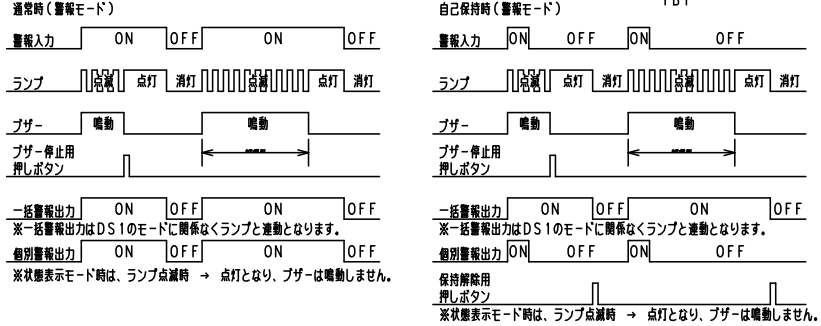 通常時(警報モード)
警報入力 ON OFF ON OFF
ランプ 点滅 点灯 消灯 点滅 点灯 消灯
ブザー 鳴動 鳴動
ブザー停止用
押しボタン
一括警報出力 ON OFF ON OFF
※一括警報出力はDS1のモードに関係なくランプと連動となります。
個別警報出力 ON OFF ON OFF
※状態表示モード時は、ランプ点滅時 → 点灯となり、ブザーは鳴動しません。
自己保持時(警報モード)
警報入力 ON OFF ON OFF
ランプ 点滅 点灯 消灯 点滅 点灯 消灯
ブザー 鳴動 鳴動
ブザー停止用
押しボタン
一括警報出力 ON OFF ON OFF
※一括警報出力はDS1のモードに関係なくランプと連動となります。
個別警報出力 ON OFF ON OFF
保持解除用
押しボタン
※状態表示モード時は、ランプ点滅時 → 点灯となり、ブザーは鳴動しません。